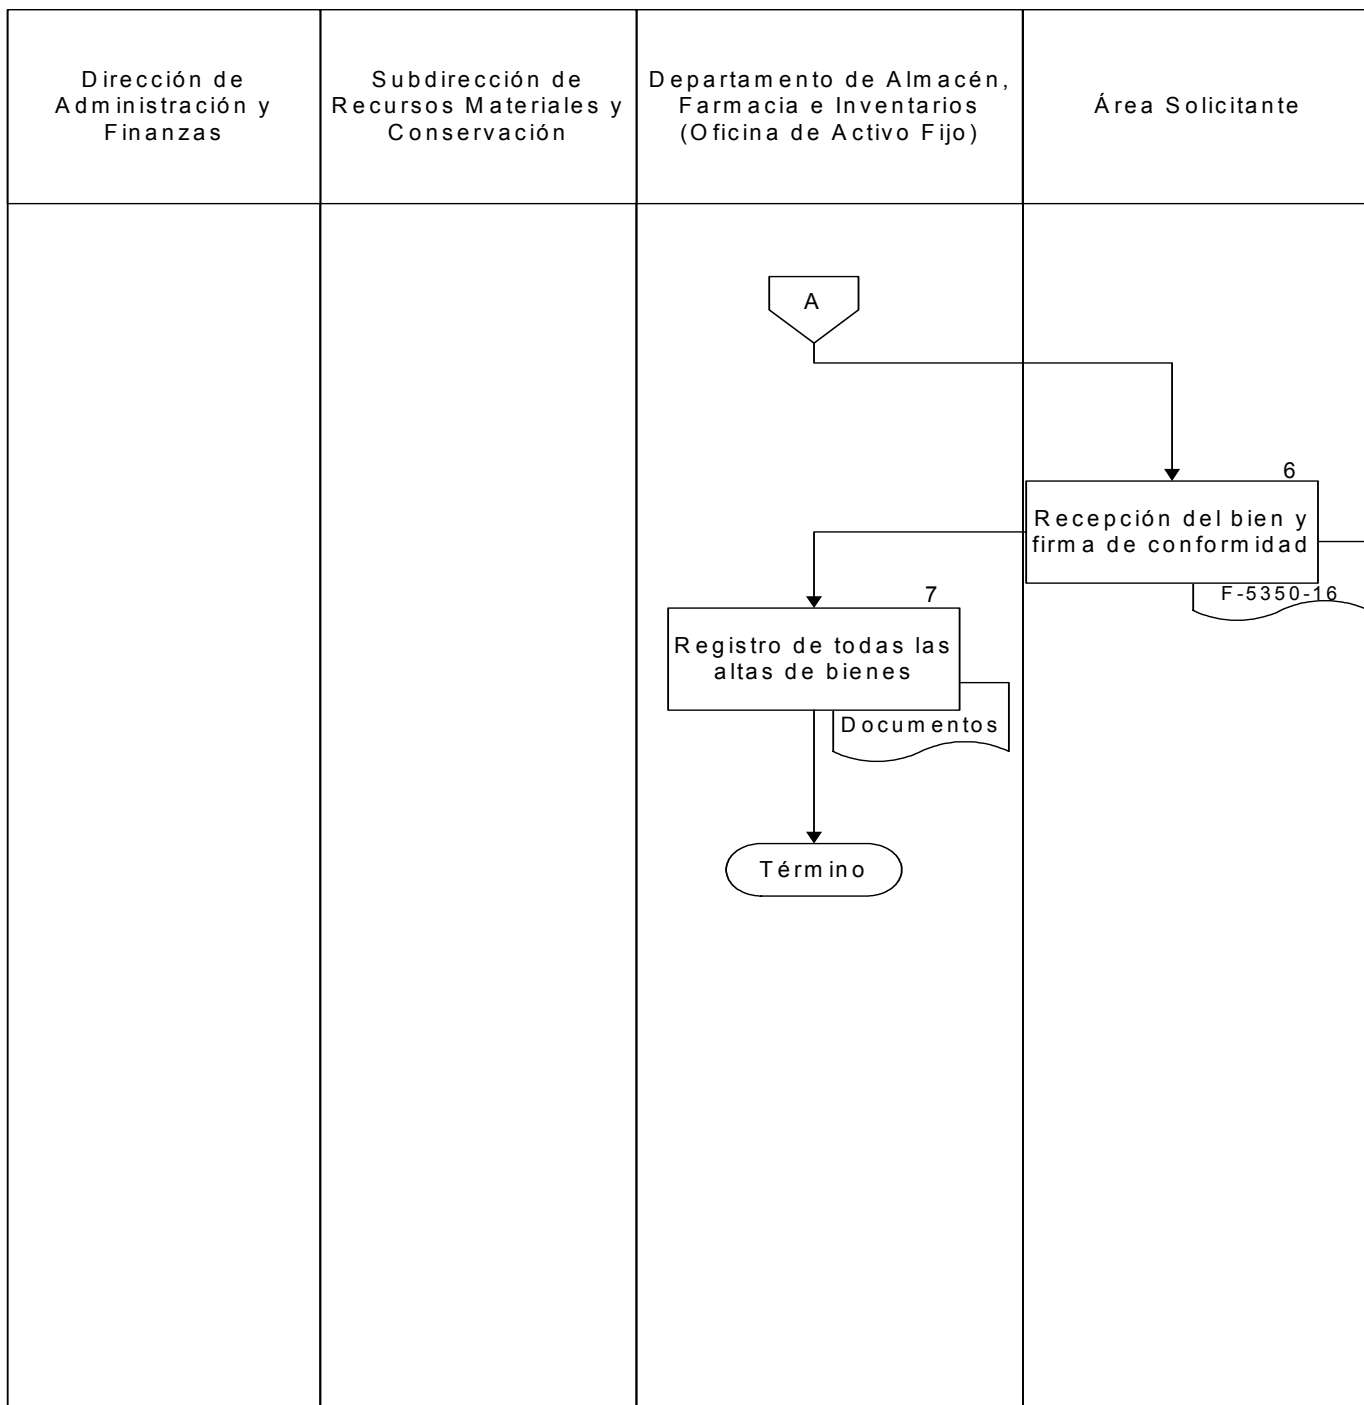 Dirección de
Administración y
Finanzas
Subdirección de
Recursos Materiales y
Conservación
Departamento de Almacén,
Farmacia e Inventarios
(Oficina de Activo Fijo)
Área Solicitante
A
6
Recepción del bien y
firma de conformidad
F-5350-16
7
Registro de todas las
altas de bienes
Documentos
Término